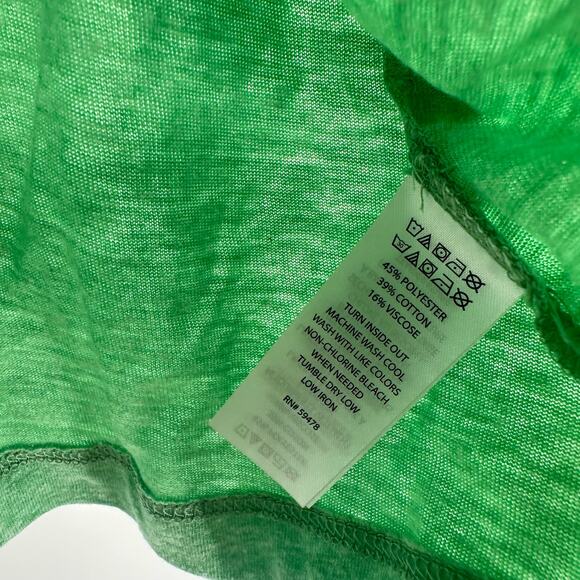 45% POLYESTER
39% COTTON
16% VISCOSE
TURN INSIDE OUT
MACHINE WASH COOL
WASH WITH LIKE COLORS
NON-CHLORINE BLEACH
WHEN NEEDED
TUMBLE DRY LOW
LOW IRON
RN# 59478